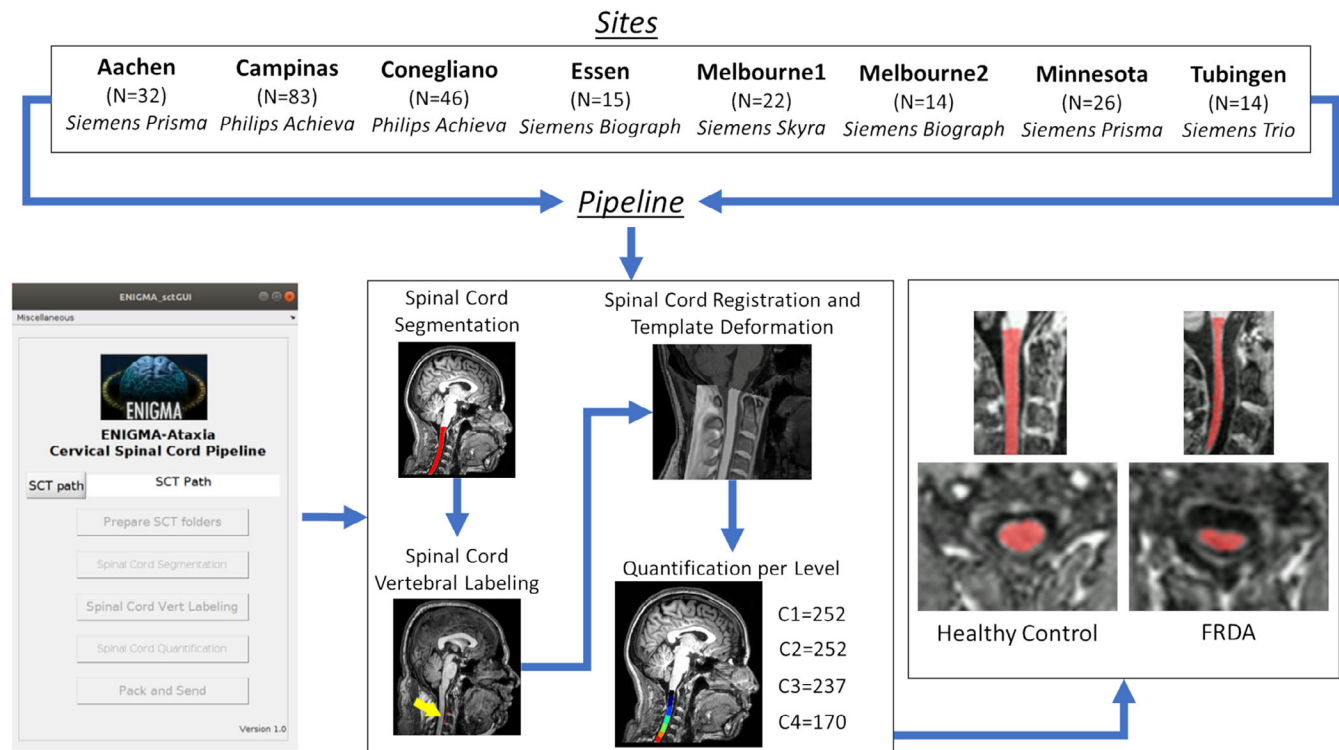 Sites
Aachen Campinas Conegliano Essen Melbourne1 Melbourne2 Minnesota Tubingen
(N=32) (N=83) (N=46) (N=15) (N=22) (N=14) (N=26) (N=14)
Siemens Prisma Philips Achieva Philips Achieva Siemens Biograph Siemens Skyra Siemens Biograph Siemens Prisma Siemens Trio
Pipeline
ENIGMA_sctGUI
Miscellaneous
ENIGMA
ENIGMA-Ataxia
Cervical Spinal Cord Pipeline
SCT path SCT Path
Prepare SCT folders
Spinal Cord Segmentation
Spinal Cord Vert Labeling
Spinal Cord Quantification
Pack and Send
Version 1.0
Spinal Cord
Segmentation
Spinal Cord
Vertebral Labeling
Spinal Cord Registration and
Template Deformation
Quantification per Level
C1=252
C2=252
C3=237
C4=170
Healthy Control
FRDA